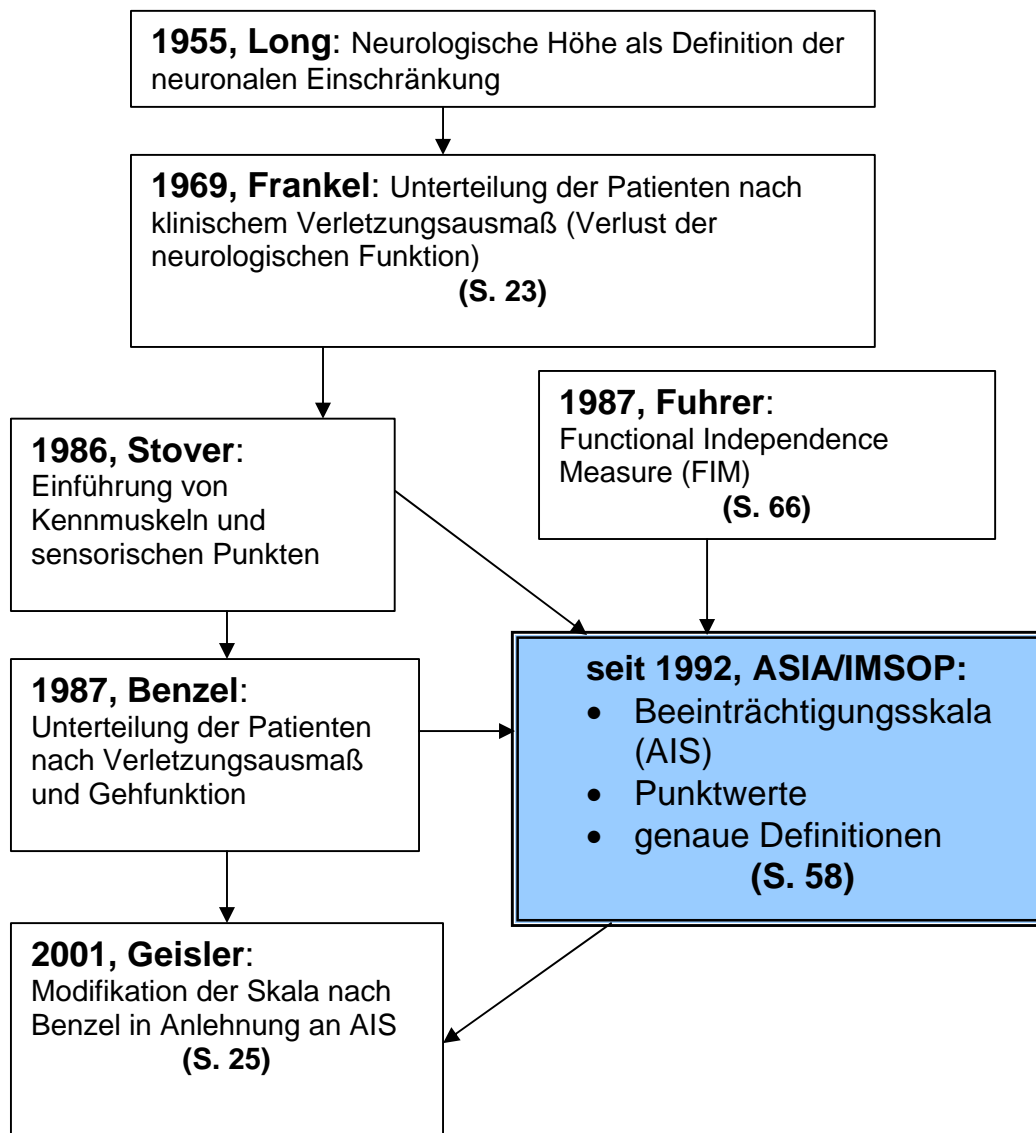 1955, Long: Neurologische Höhe als Definition der
neuronalen Einschränkung
1969, Frankel: Unterteilung der Patienten nach
klinischem Verletzungsausmaß (Verlust der
neurologischen Funktion)
(S. 23)
1987, Fuhrer:
Functional Independence
Measure (FIM)
(S. 66)
1986, Stover:
Einführung von
Kennmuskeln und
sensorischen Punkten
seit 1992, ASIA/IMSOP:
• Beeinträchtigungsskala
(AIS)
• Punktwerte
• genaue Definitionen
(S. 58)
1987, Benzel:
Unterteilung der Patienten
nach Verletzungsausmaß
und Gehfunktion
2001, Geisler:
Modifikation der Skala nach
Benzel in Anlehnung an AIS
(S. 25)